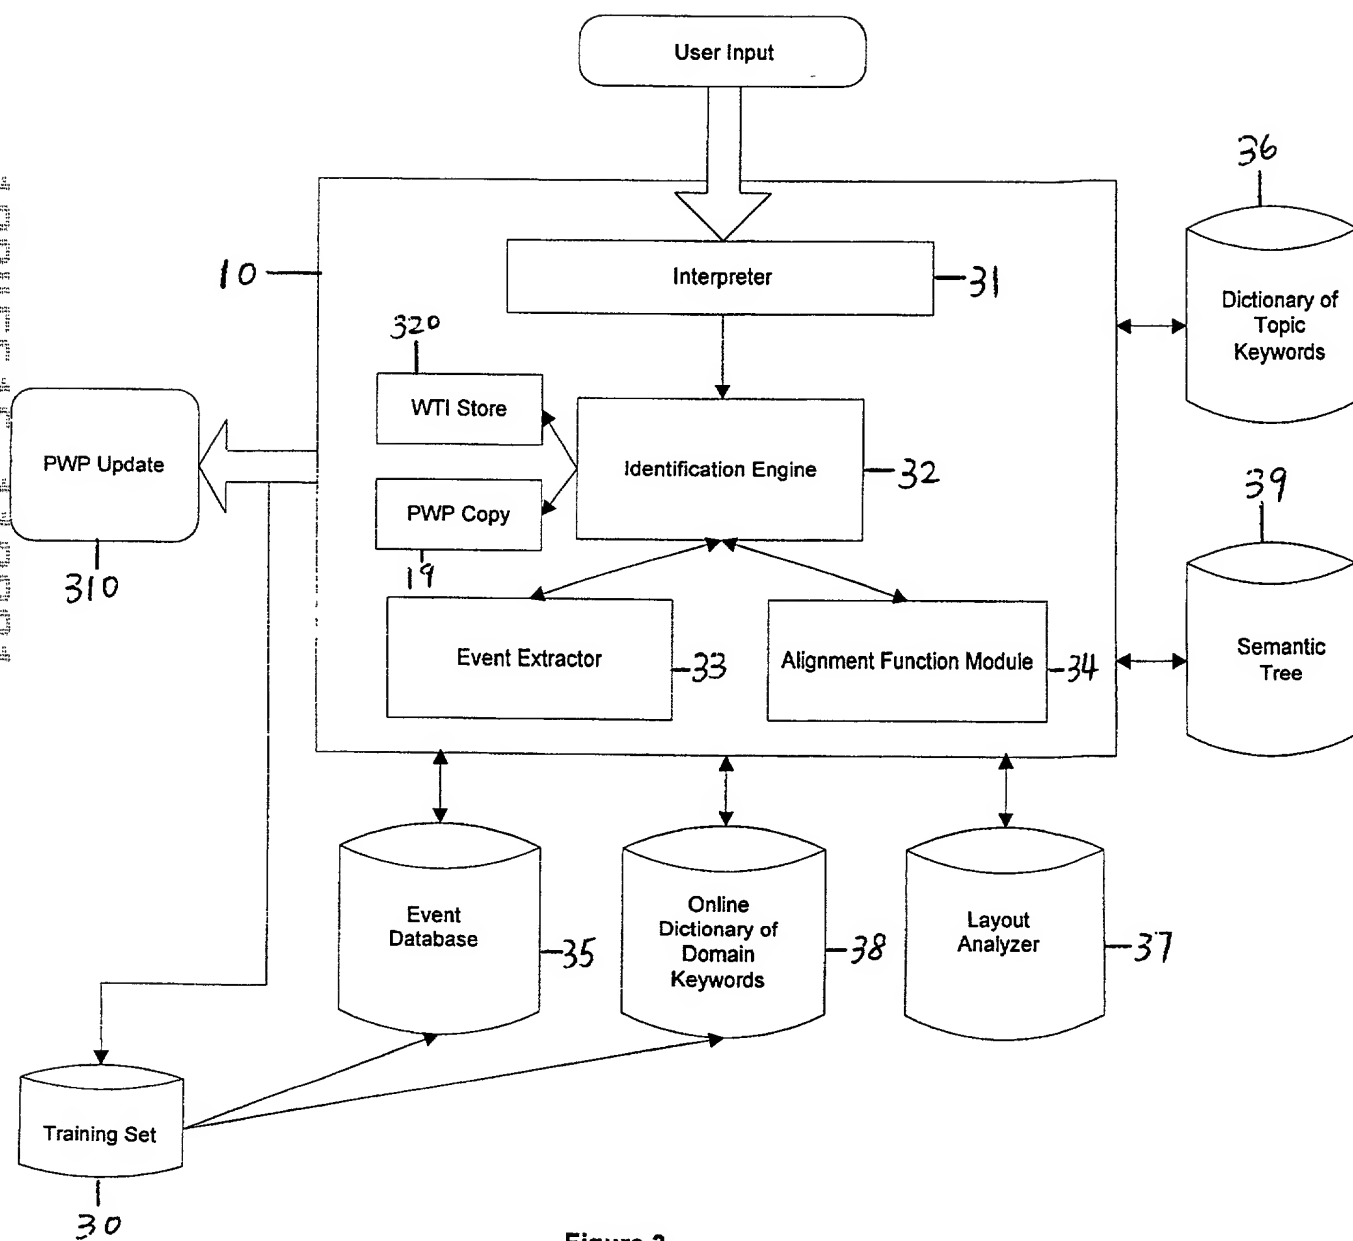 User Input
36
10
Interpreter
31
Dictionary of
Topic
Keywords
320
WTI Store
PWP Update
Identification Engine
32
PWP Copy
39
310
19
Event Extractor
33
Alignment Function Module
34
Semantic
Tree
Event
Database
35
Online
Dictionary of
Domain
Keywords
38
Layout
Analyzer
37
Training Set
30